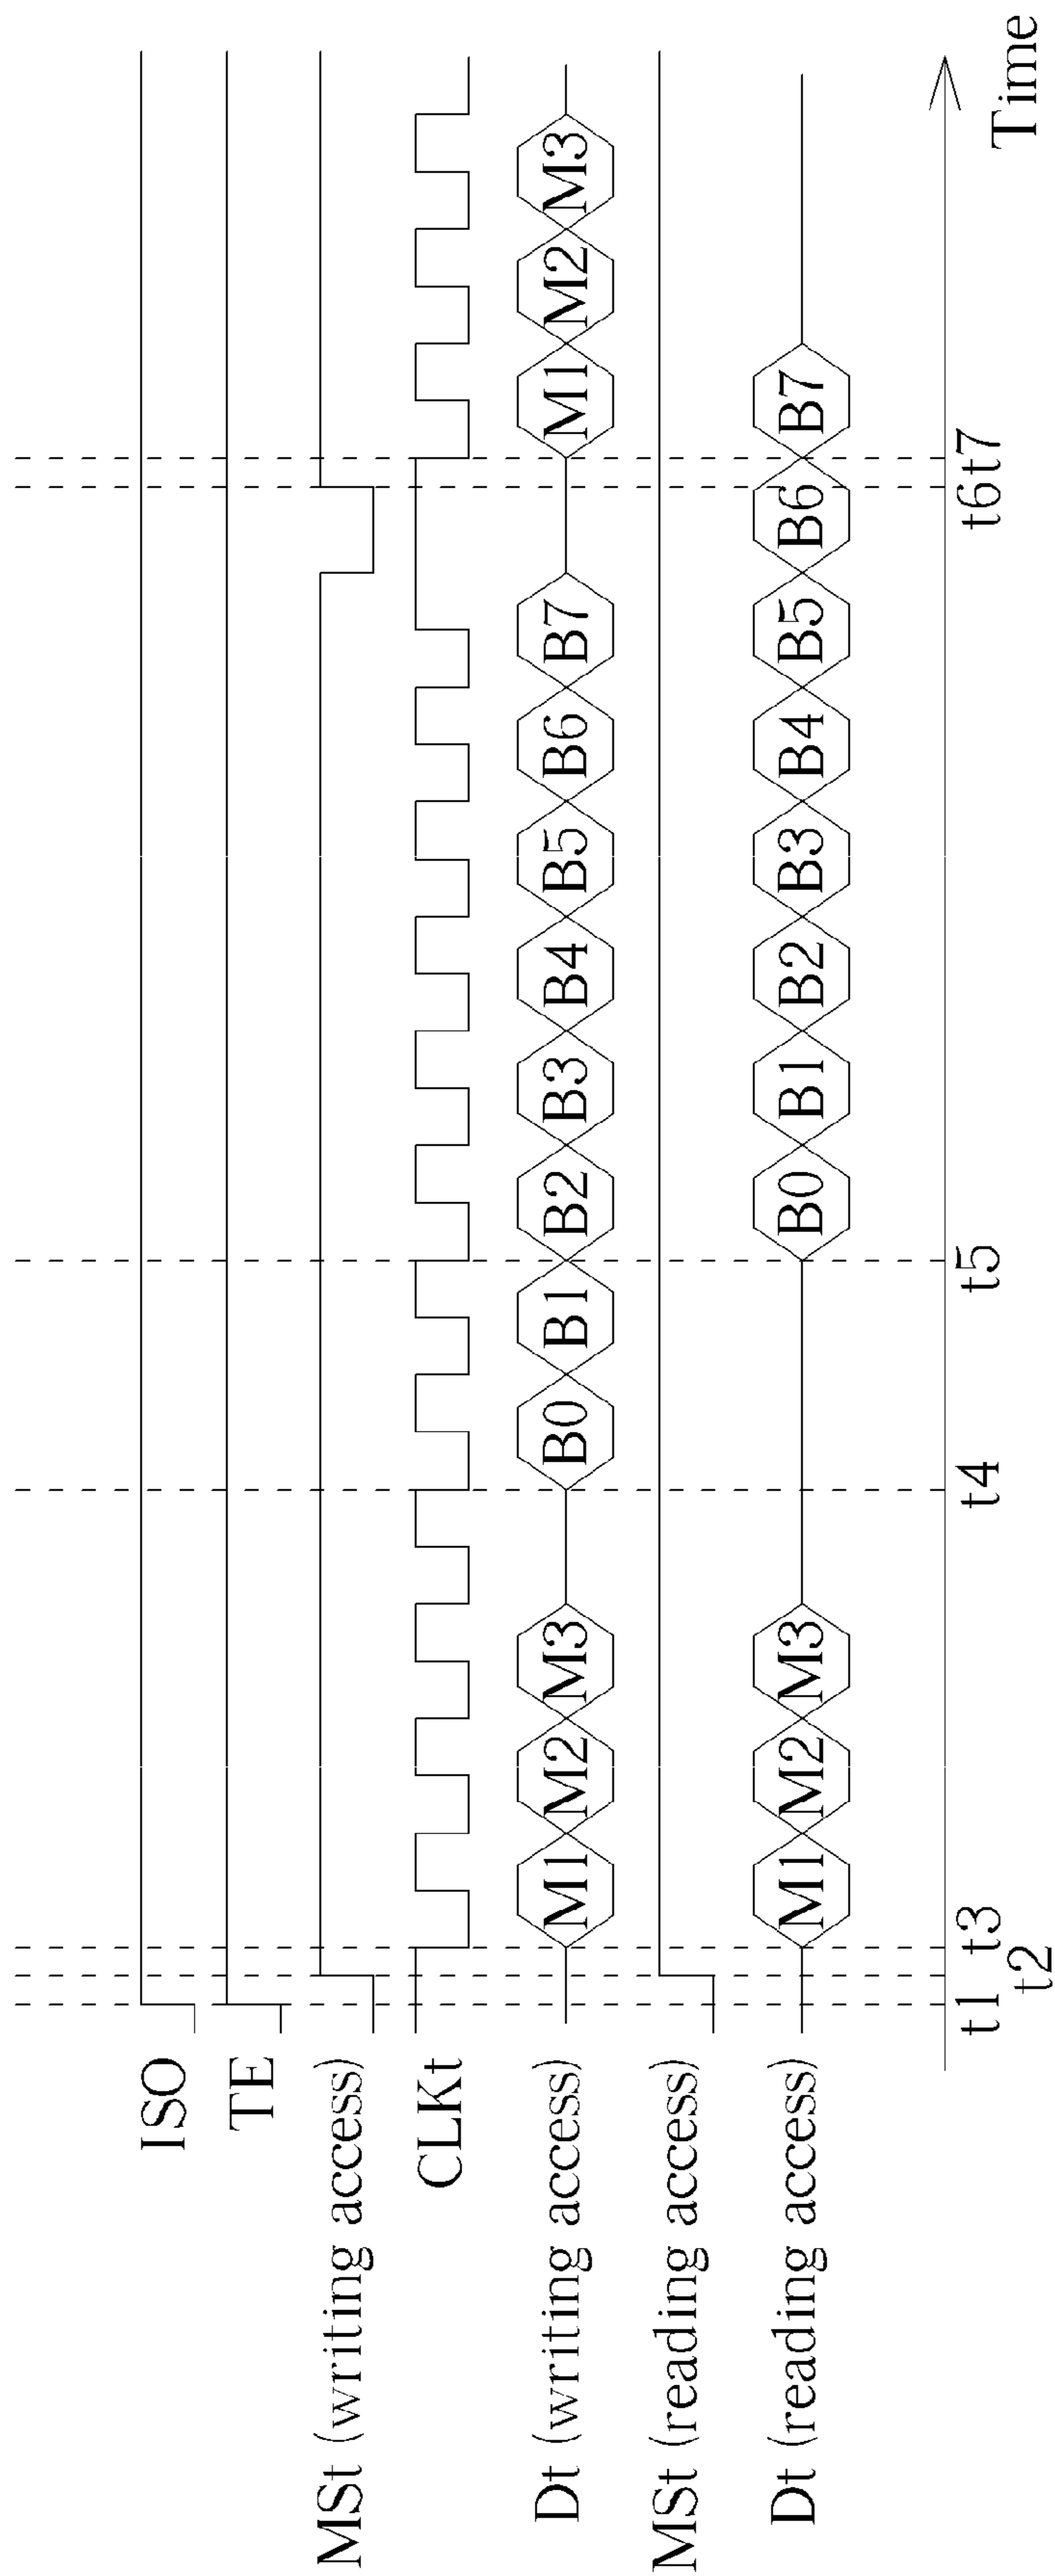 ISO
TE
MSt (writing access)
CLKt
Dt (writing access)
M1 M2 M3 B0 B1 B2 B3 B4 B5 B6 B7 M1 M2 M3
MSt (reading access)
Dt (reading access)
M1 M2 M3 B0 B1 B2 B3 B4 B5 B6 B7
t1 t3 t4 t5 t6 t7
t2
Time